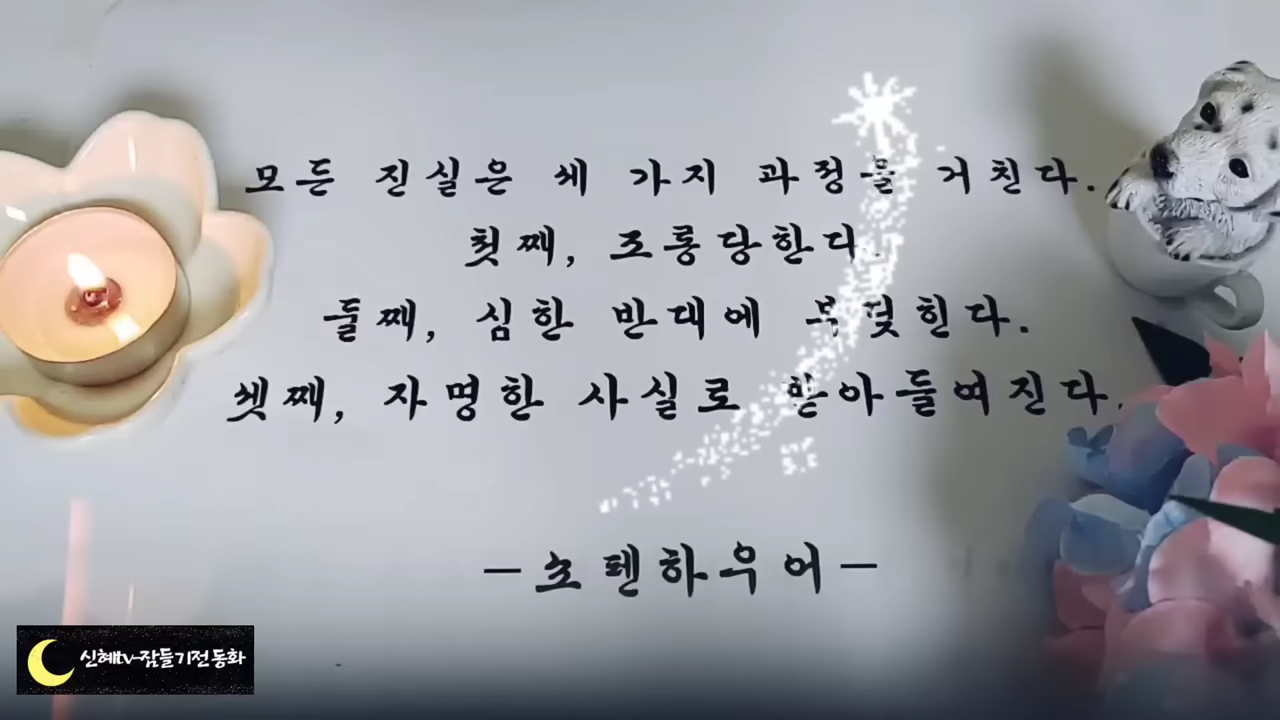 모든 진실은 세 가지 과정을 거친다.
첫째, 조롱당한다.
둘째, 심한 반대에 부딪힌다.
셋째, 자명한 사실로 받아들여진다.
-쇼펜하우어-
신혜tv-잠들기전동화